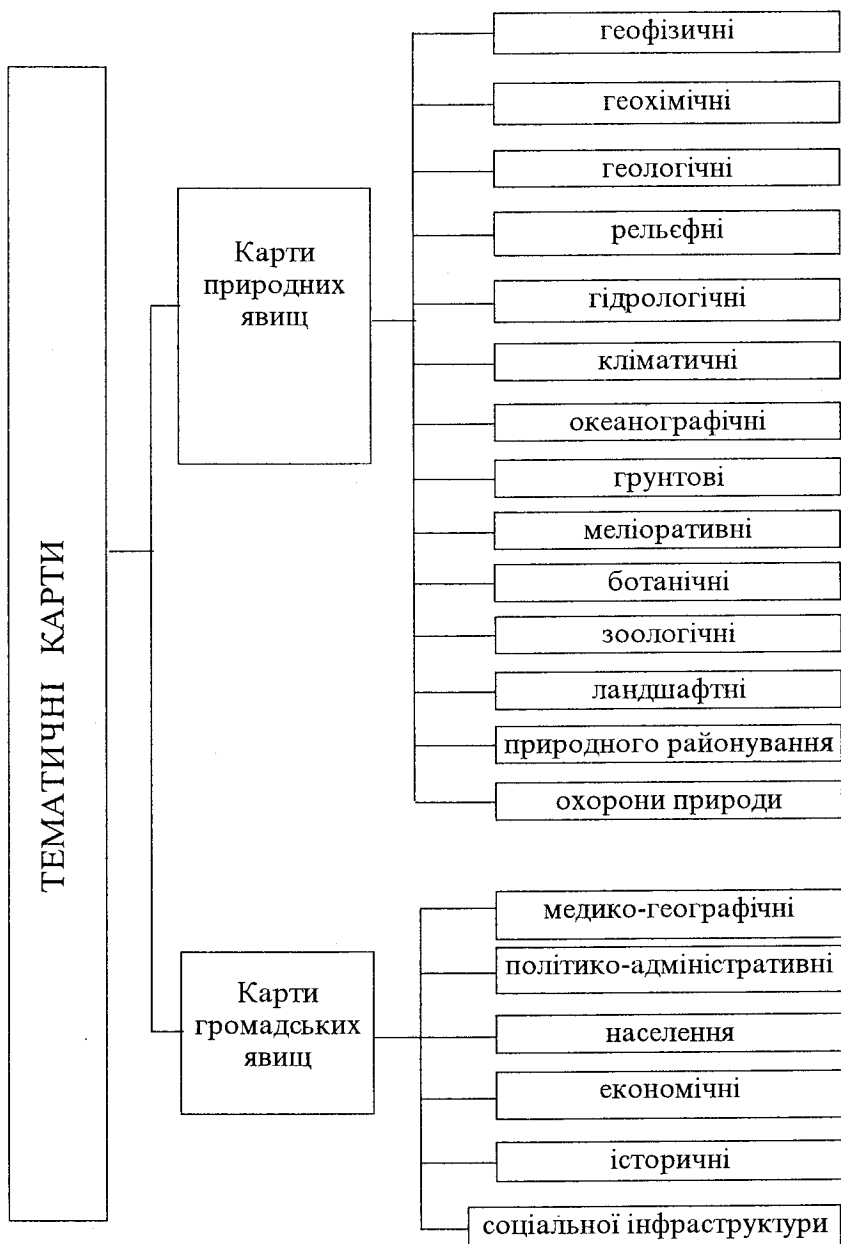 ТЕМАТИЧНІ КАРТИ
Карти
природних
явищ
геофізичні
геохімічні
геологічні
рельєфні
гідрологічні
кліматичні
океанографічні
грунтові
меліоративні
ботанічні
зоологічні
ландшафтні
природного районування
охорони природи
Карти
громадських
явищ
медико-географічні
політико-адміністративні
населення
економічні
історичні
соціальної інфраструктури